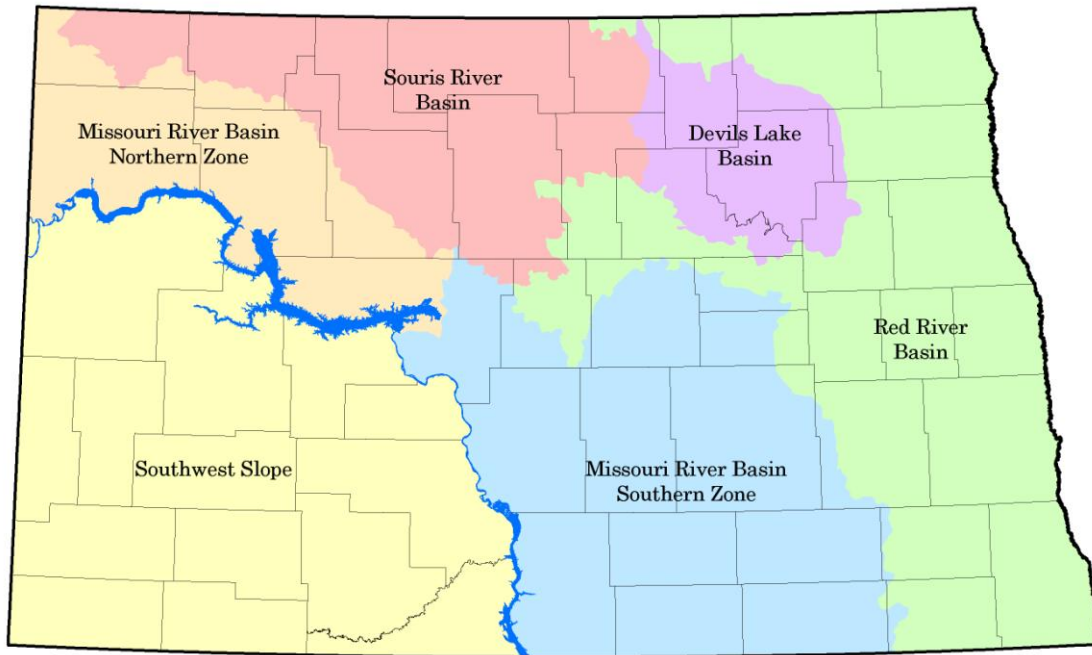 Souris River
Basin
Missouri River Basin
Northern Zone
Devils Lake
Basin
Red River
Basin
Southwest Slope
Missouri River Basin
Southern Zone